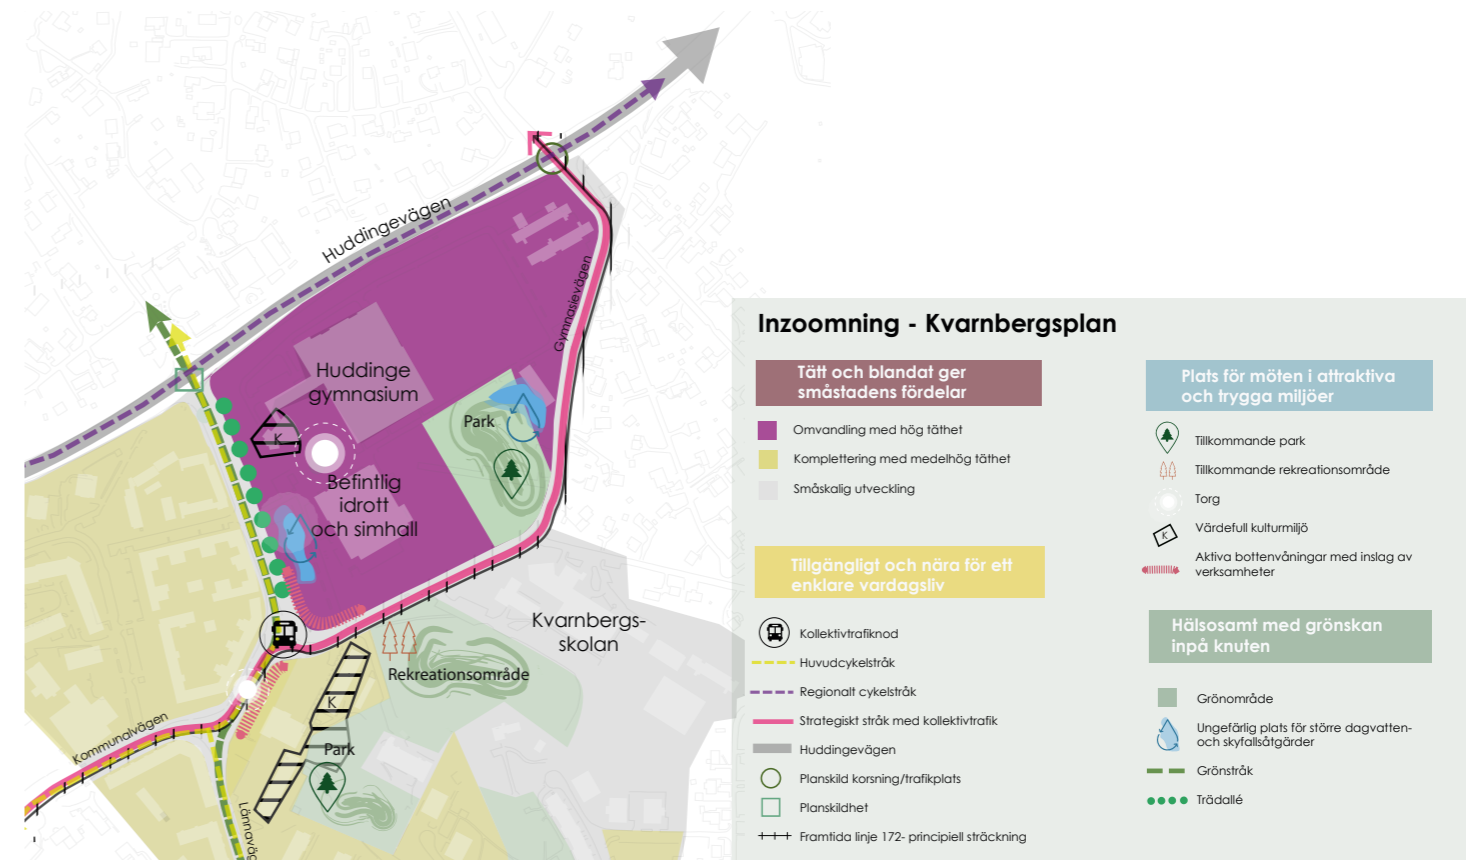 Huddingevägen
Gymnasievägen
Huddinge
gymnasium
Park
K
Befintlig
idrott
och simhall
Kvarnbergs-
skolan
Rekreationsområde
K
Park
Kommunalvägen
Lännaväg
Inzoomning - Kvarnbergsplan
Tätt och blandat ger
småstadens fördelar
Omvandling med hög täthet
Komplettering med medelhög täthet
Småskalig utveckling
Tillgängligt och nära för ett
enklare vardagsliv
Kollektivtrafiknod
Huvudcykelstråk
Regionalt cykelstråk
Strategiskt stråk med kollektivtrafik
Huddingevägen
Planskild korsning/trafikplats
Planskildhet
Framtida linje 172- principiell sträckning
Plats för möten i attraktiva
och trygga miljöer
Tillkommande park
Tillkommande rekreationsområde
Torg
K
Värdefull kulturmiljö
Aktiva bottenvåningar med inslag av
verksamheter
Hälsosamt med grönskan
inpå knuten
Grönområde
Ungefärlig plats för större dagvatten-
och skyfallsåtgärder
Grönstråk
Trädallé